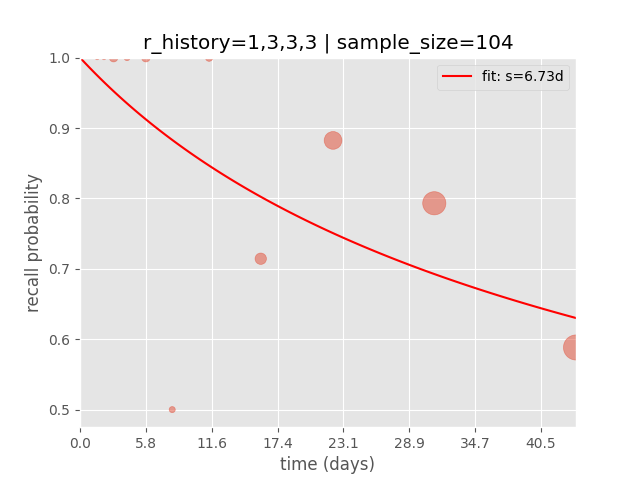 r_history=1,3,3,3 | sample_size=104
fit: s=6.73d
1.0
0.9
0.8
0.7
0.6
0.5
recall probability
0.0 5.8 11.6 17.4 23.1 28.9 34.7 40.5
time (days)